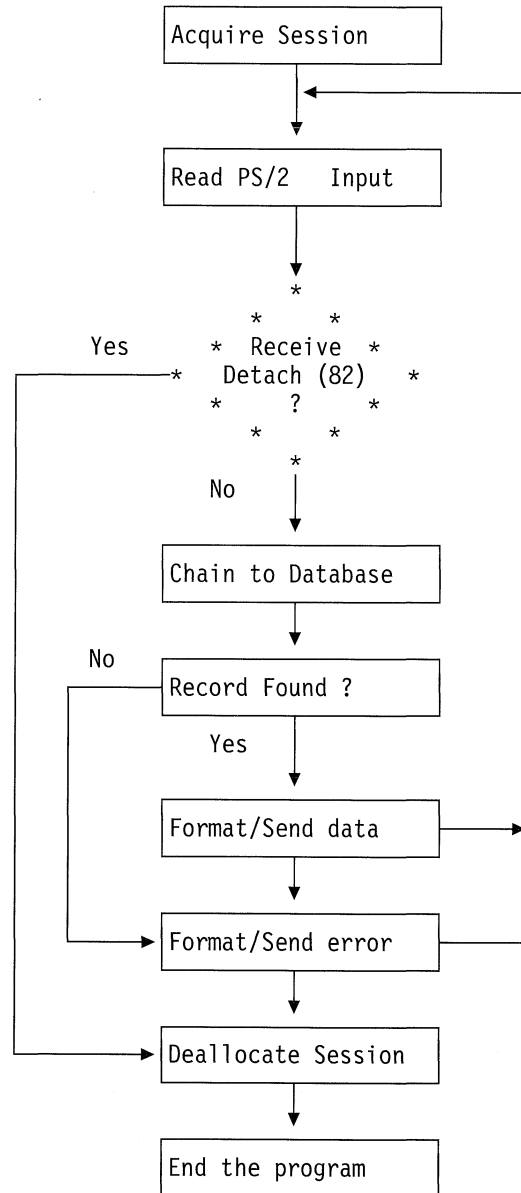 Acquire Session
Read PS/2 Input
*
* *
Yes
* Receive *
* Detach (82) *
* ? *
* *
*
No
Chain to Database
No
Record Found ?
Yes
Format/Send data
Format/Send error
Deallocate Session
End the program